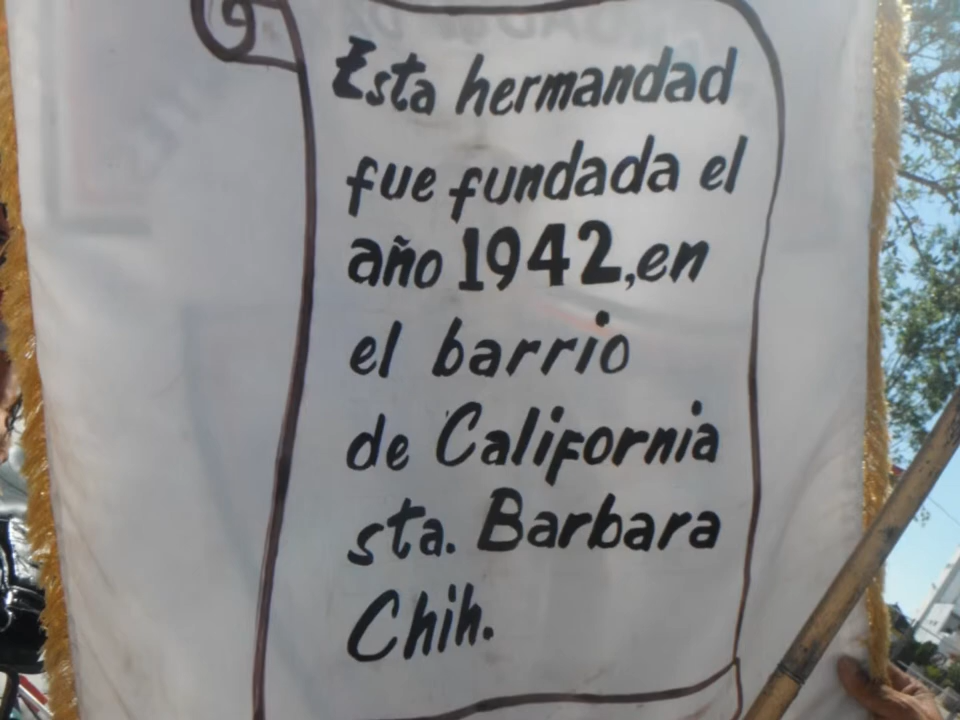 Esta hermandad
fue fundada el
año 1942,en
el barrio
de California
sta. Barbara
Chih.